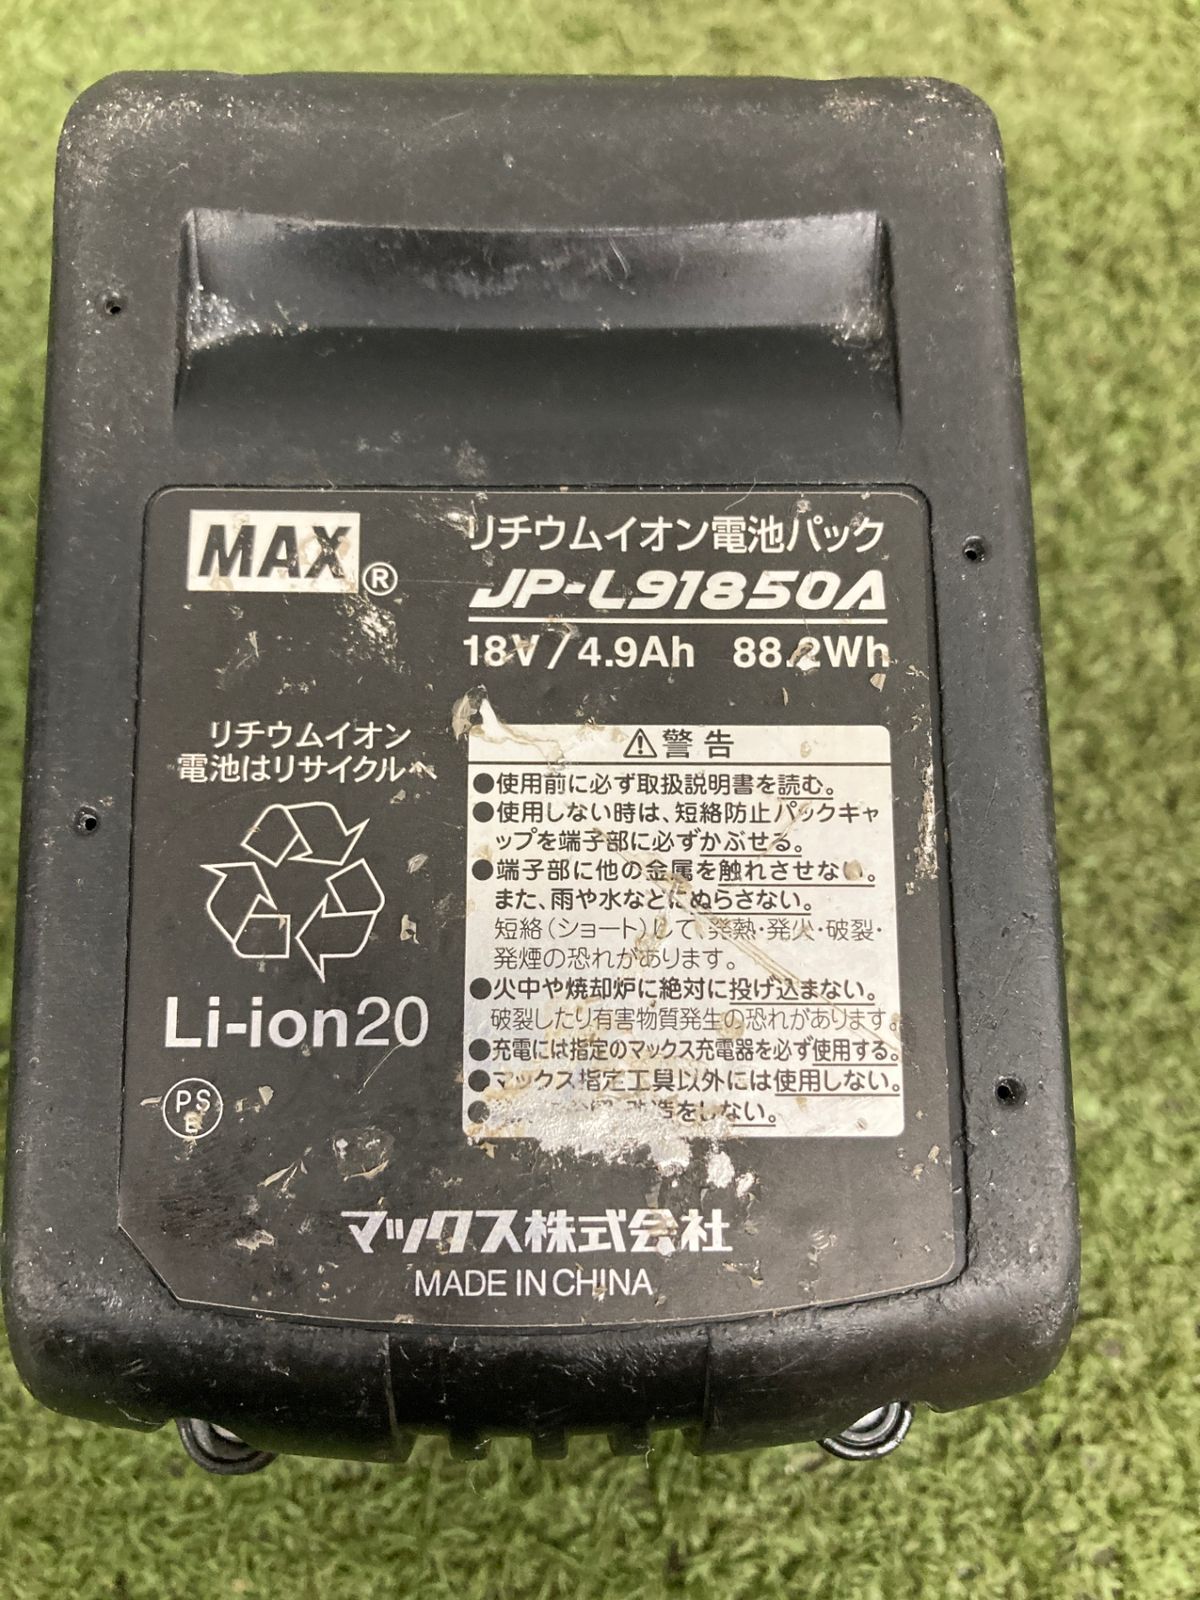 MAX®
リチウムイオン電池パック
JP-L91850A
18V/4.9Ah 88.2Wh
リチウムイオン
電池はリサイクルへ
Li-ion20
PS
E
⚠警告
●使用前に必ず取扱説明書を読む。
●使用しない時は、短絡防止パックキャ
ップを端子部に必ずかぶせる。
●端子部に他の金属を触れさせない。
また、雨や水などにぬらさない。
短絡(ショート)して、発熱・発火・破裂・
発煙の恐れがあります。
●火中や焼却炉に絶対に投げ込まない。
破裂したり有害物質発生の恐れがあります。
●充電には指定のマックス充電器を必ず使用する。
●マックス指定工具以外には使用しない。
●改造をしない。
マックス株式会社
MADE IN CHINA